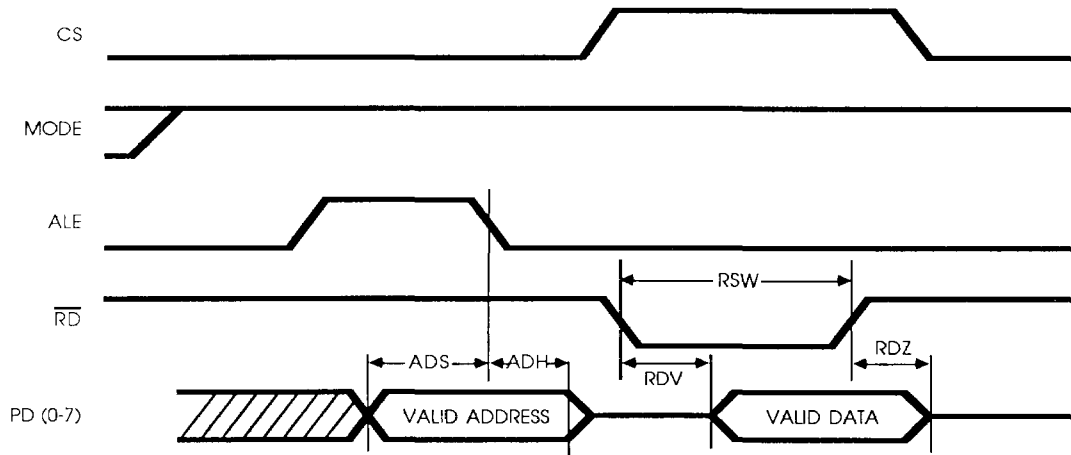 CS
MODE
ALE
RSW
RD
ADS ADH RDV RDZ
PD (0-7) VALID ADDRESS VALID DATA